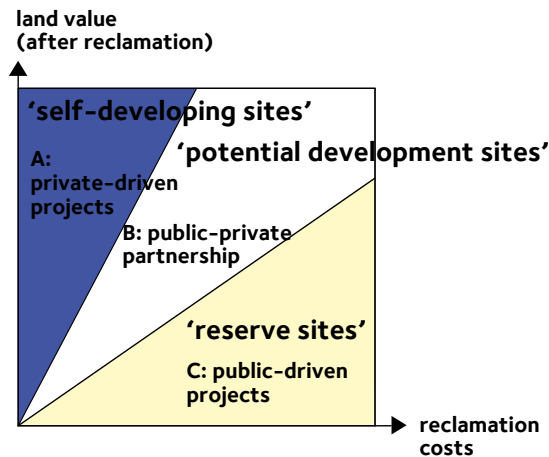 land value
(after reclamation)
‘self-developing sites’
‘potential development sites’
A:
private-driven
projects
B: public-private
partnership
‘reserve sites’
C: public-driven
projects
reclamation
costs